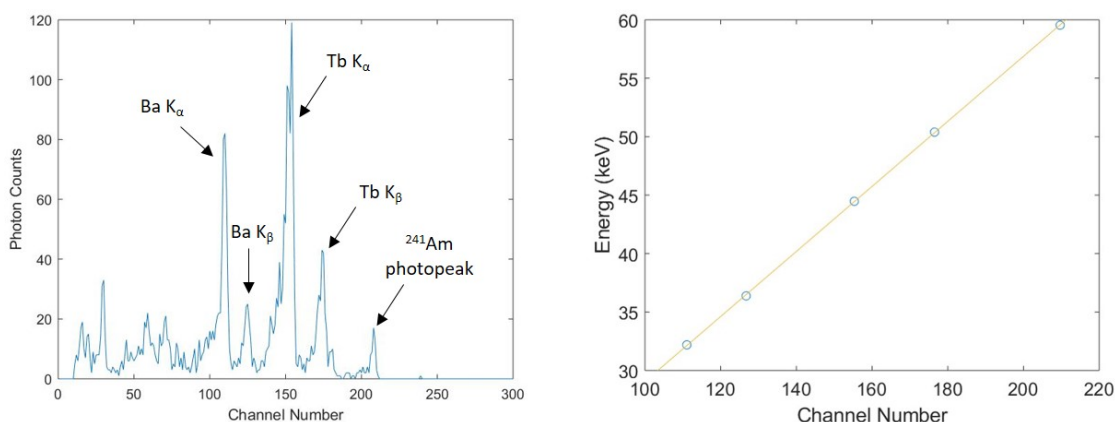 120
100
80
60
40
20
0
Photon Counts
0 50 100 150 200 250 300
Channel Number
Ba Kα
Ba Kβ
Tb Kα
Tb Kβ
241Am
photopeak
60
55
50
45
40
35
30
Energy (keV)
100 120 140 160 180 200 220
Channel Number